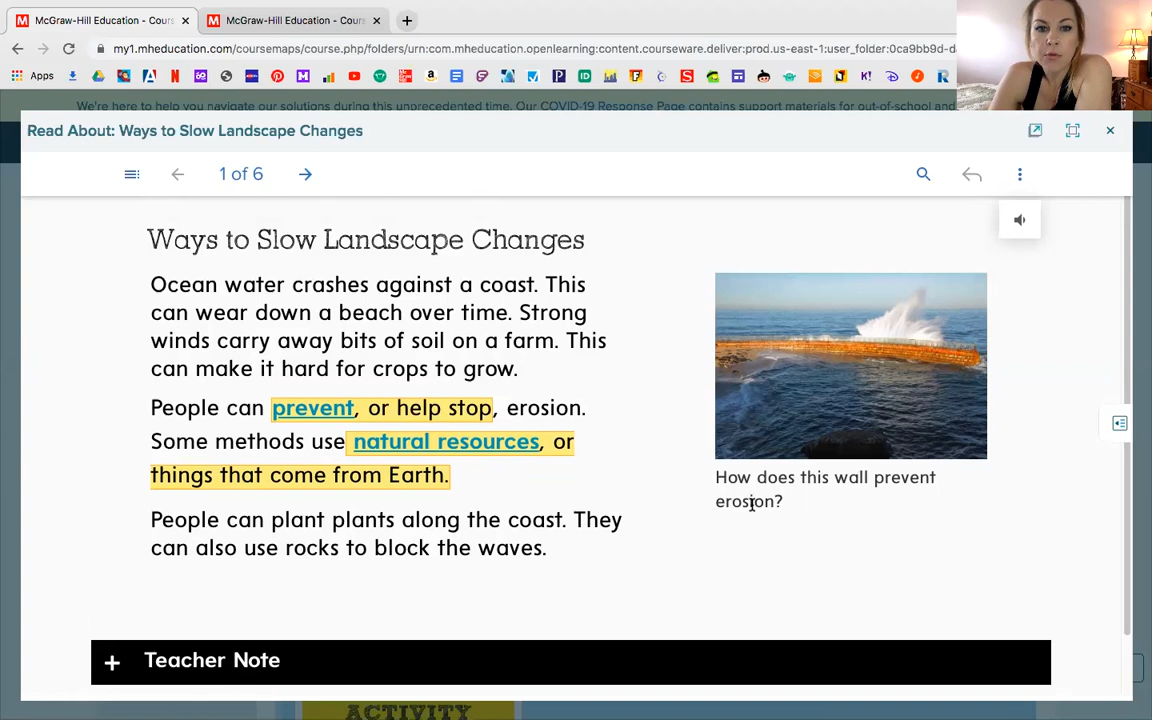 McGraw-Hill Education - Cours
McGraw-Hill Education - Cours
my1.mheducation.com/coursemaps/course.php/folders/urn:com.mheducation.openlearning:content.courseware.deliver:prod.us-east-1:user_folder:0ca9bb9d-d
Apps
We're here to help you navigate our solutions during this unprecedented time. Our COVID-19 Response Page contains support materials for out-of-school and
Read About: Ways to Slow Landscape Changes
1 of 6
Ways to Slow Landscape Changes
Ocean water crashes against a coast. This
can wear down a beach over time. Strong
winds carry away bits of soil on a farm. This
can make it hard for crops to grow.
People can prevent, or help stop, erosion.
Some methods use natural resources, or
things that come from Earth.
People can plant plants along the coast. They
can also use rocks to block the waves.
How does this wall prevent
erosion?
+ Teacher Note
ACTIVITY